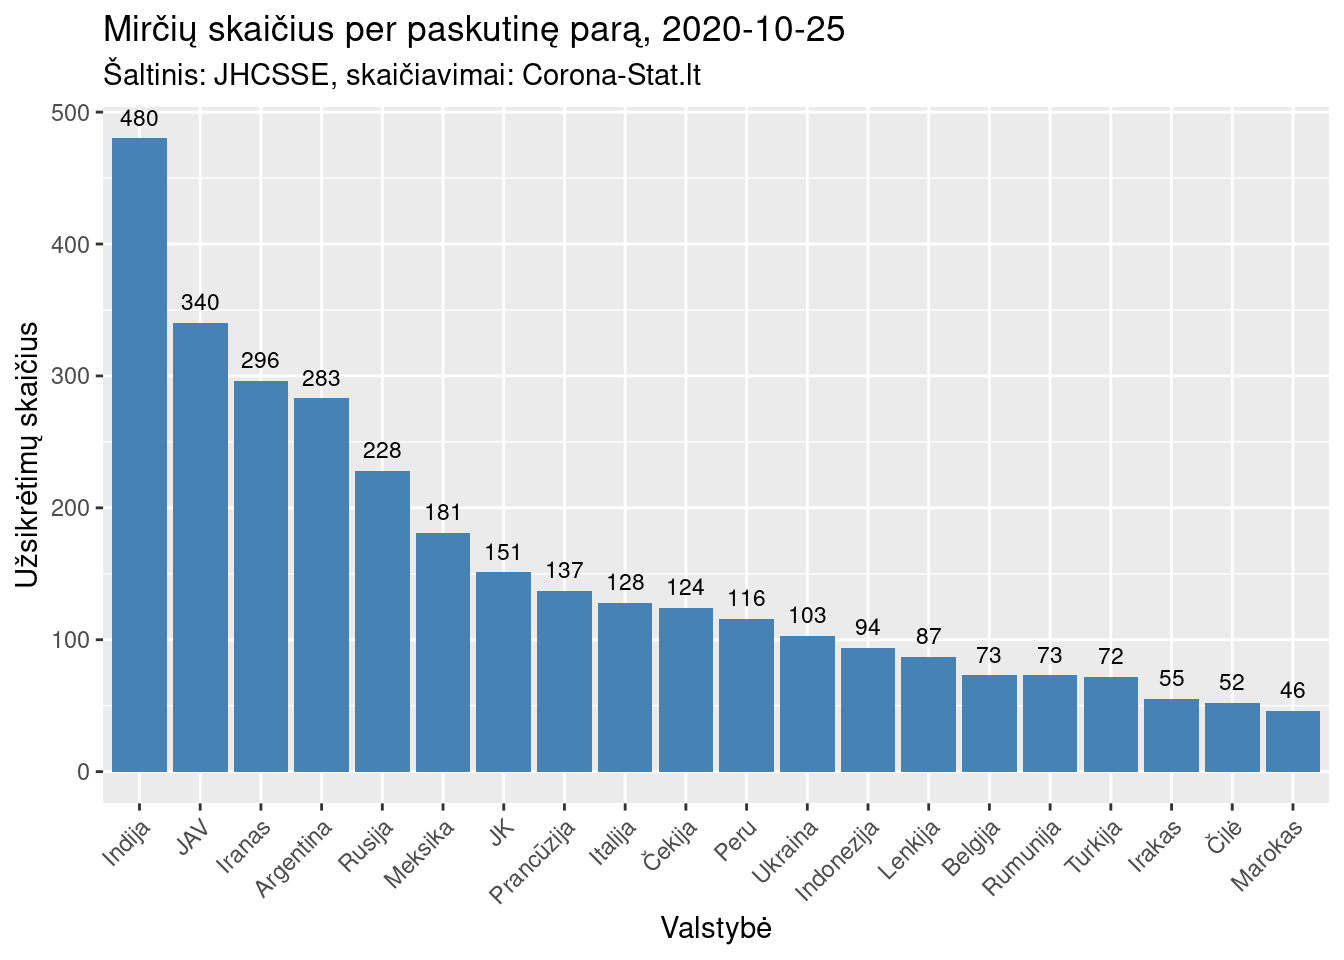 Mirčių skaičius per paskutinę parą, 2020-10-25
Šaltinis: JHCSSE, skaičiavimai: Corona-Stat.lt
Užsikrėtimų skaičius
500
400
300
200
100
0
480
340
296
283
228
181
151
137
128
124
116
103
94
87
73
73
72
55
52
46
Indija
JAV
Iranas
Argentina
Rusija
Meksika
JK
Prancūzija
Italija
Čekija
Peru
Ukraina
Indonezija
Lenkija
Belgija
Rumunija
Turkija
Irakas
Čilė
Marokas
Valstybė